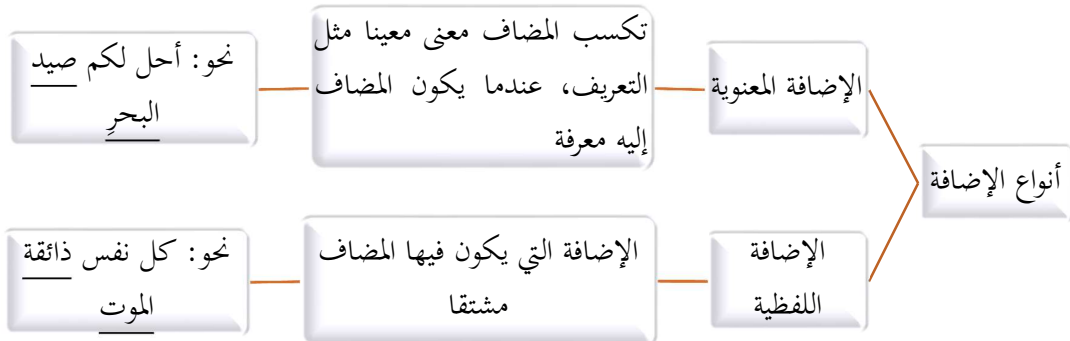 أنواع الإضافة
الإضافة المعنوية
تكسب المضاف معنى معينا مثل
التعريف، عندما يكون المضاف
إليه معرفة
نحو: أحل لكم صيد
البحرِ
الإضافة
اللفظية
الإضافة التي يكون فيها المضاف
مشتقا
نحو: كل نفس ذائقة
الموت